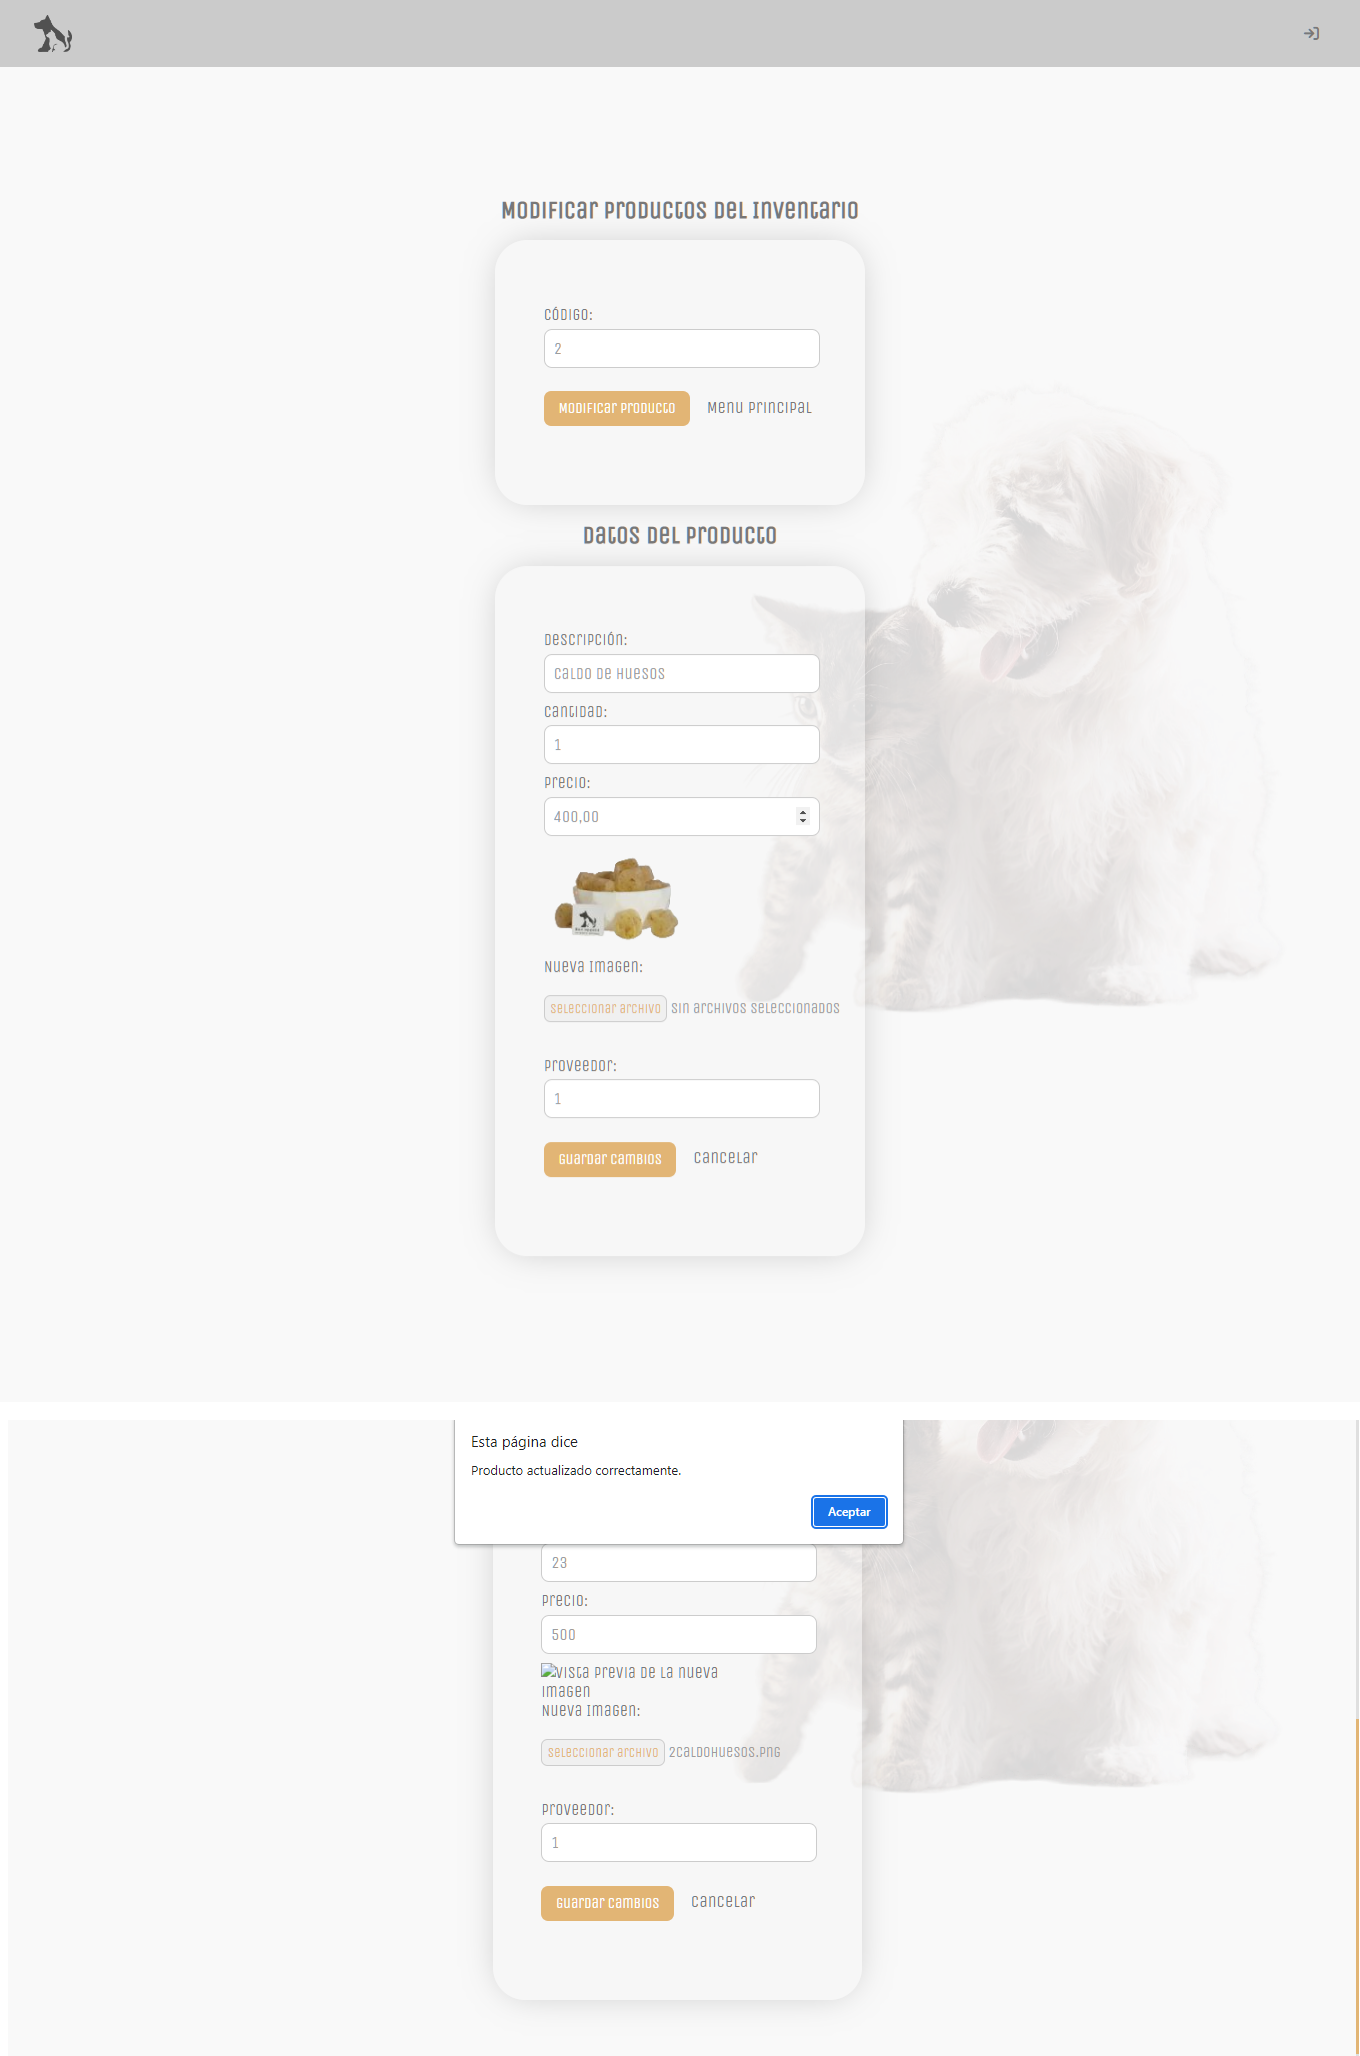 Modificar Productos del Inventario
Código:
2
Modificar Producto
Menu Principal
Datos del Producto
Descripción:
Caldo de Huesos
Cantidad:
1
Precio:
400,00
Nueva Imagen:
Seleccionar archivo Sin archivos seleccionados
Proveedor:
1
Guardar Cambios
Cancelar
Esta página dice
Producto actualizado correctamente.
Aceptar
23
Precio:
500
Vista previa de la nueva
imagen
Nueva Imagen:
Seleccionar archivo 2caldohuesos.png
Proveedor:
1
Guardar Cambios
Cancelar